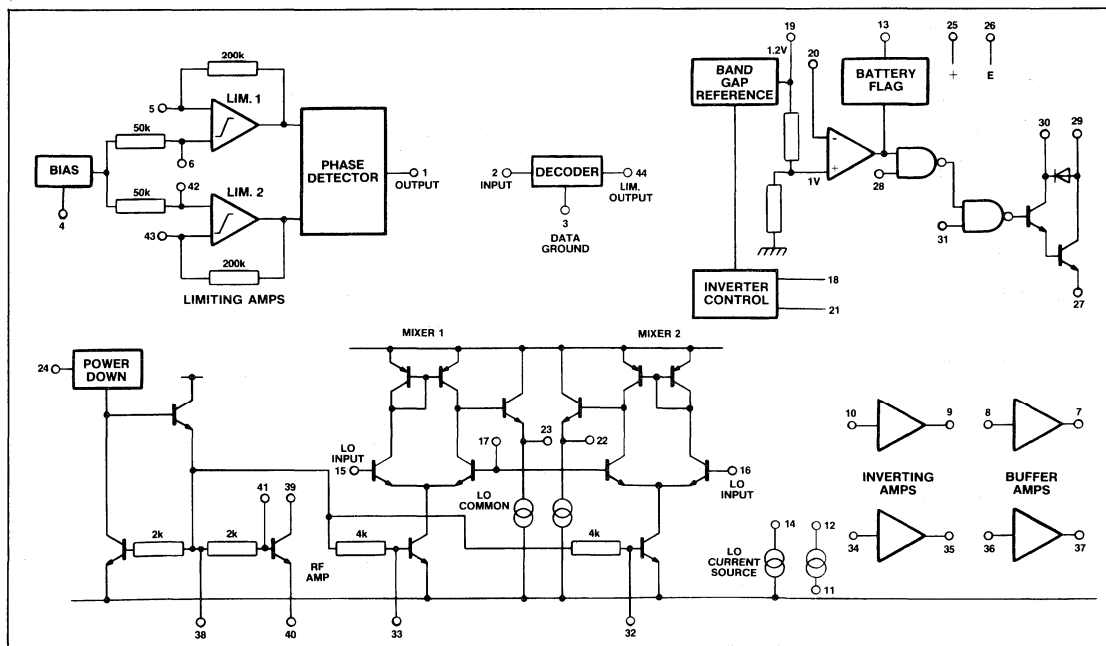 200k
LIM. 1
5
50k
6
BIAS
4
42
50k
LIM. 2
43
200k
LIMITING AMPS
PHASE
DETECTOR
1
OUTPUT
2
INPUT
DECODER
44
LIM.
OUTPUT
3
DATA
GROUND
19
1.2V
20
13
25
26
+
E
BAND
GAP
REFERENCE
BATTERY
FLAG
-
+
1V
28
31
30
29
27
INVERTER
CONTROL
18
21
24
POWER
DOWN
MIXER 1
MIXER 2
LO
INPUT
15
17
23
22
16
LO
INPUT
LO
COMMON
41
39
2k
2k
RF
AMP
4k
4k
38
40
33
32
14
12
LO
CURRENT
SOURCE
11
10
9
8
7
INVERTING
AMPS
BUFFER
AMPS
34
35
36
37